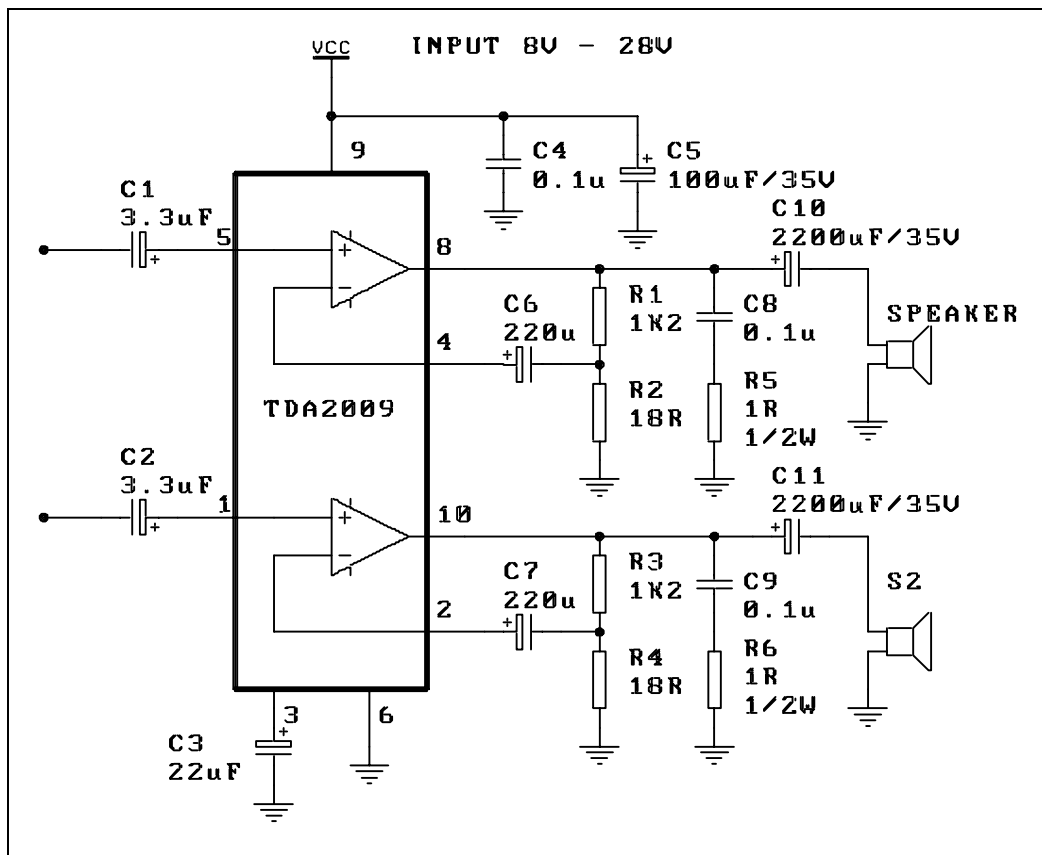 VCC
INPUT 8V - 28V
9
C4
0.1u
+
C5
100uF/35V
C1
3.3uF
+
5
+
-
8
4
C6
220u
+
R1
1K2
R2
18R
C8
0.1u
R5
1R
1/2W
C10
2200uF/35V
+
SPEAKER
TDA2009
C2
3.3uF
+
1
+
-
10
2
C7
220u
+
R3
1K2
R4
18R
C9
0.1u
R6
1R
1/2W
C11
2200uF/35V
+
S2
3
6
C3
22uF
+